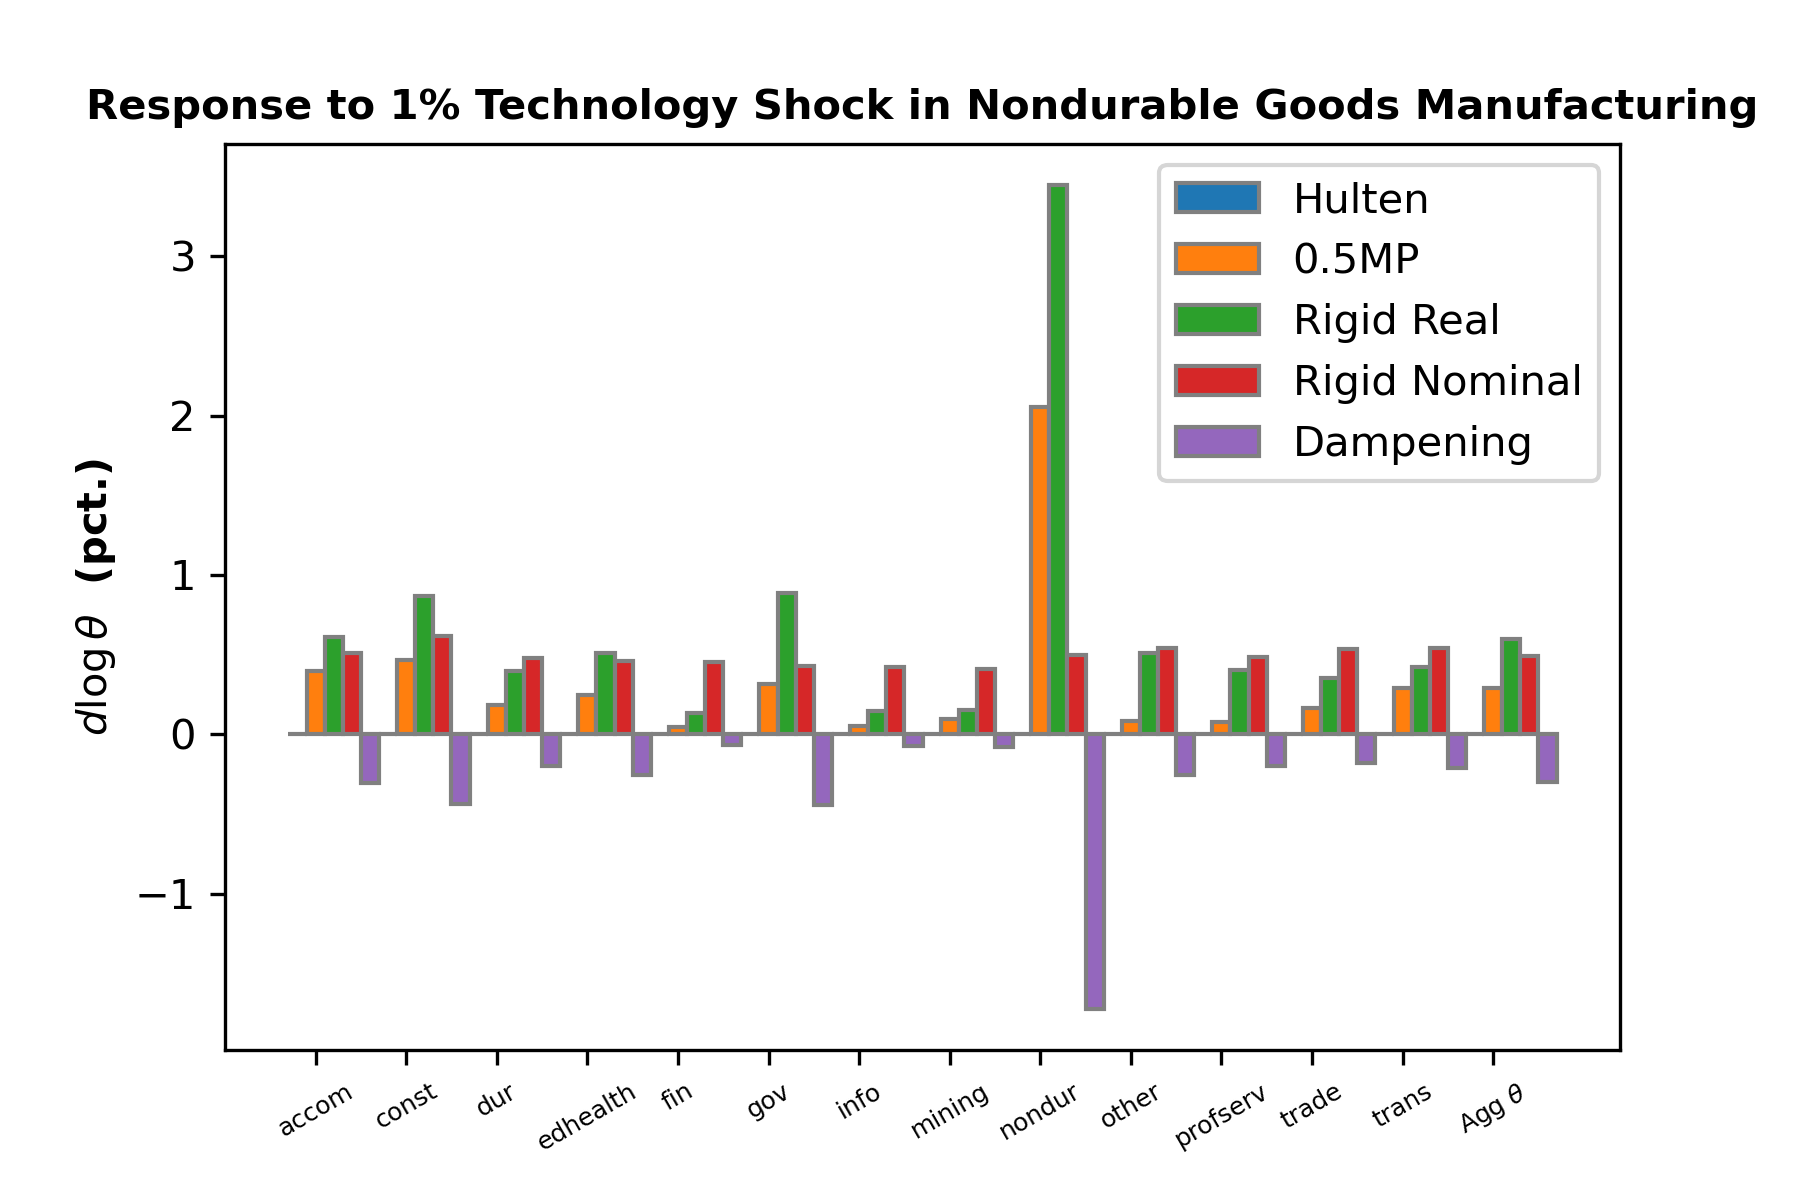 Response to 1% Technology Shock in Nondurable Goods Manufacturing
Hulten
0.5MP
Rigid Real
Rigid Nominal
Dampening
d log θ (pct.)
3
2
1
0
−1
accom
const
dur
edhealth
fin
gov
info
mining
nondur
other
profserv
trade
trans
Agg θ